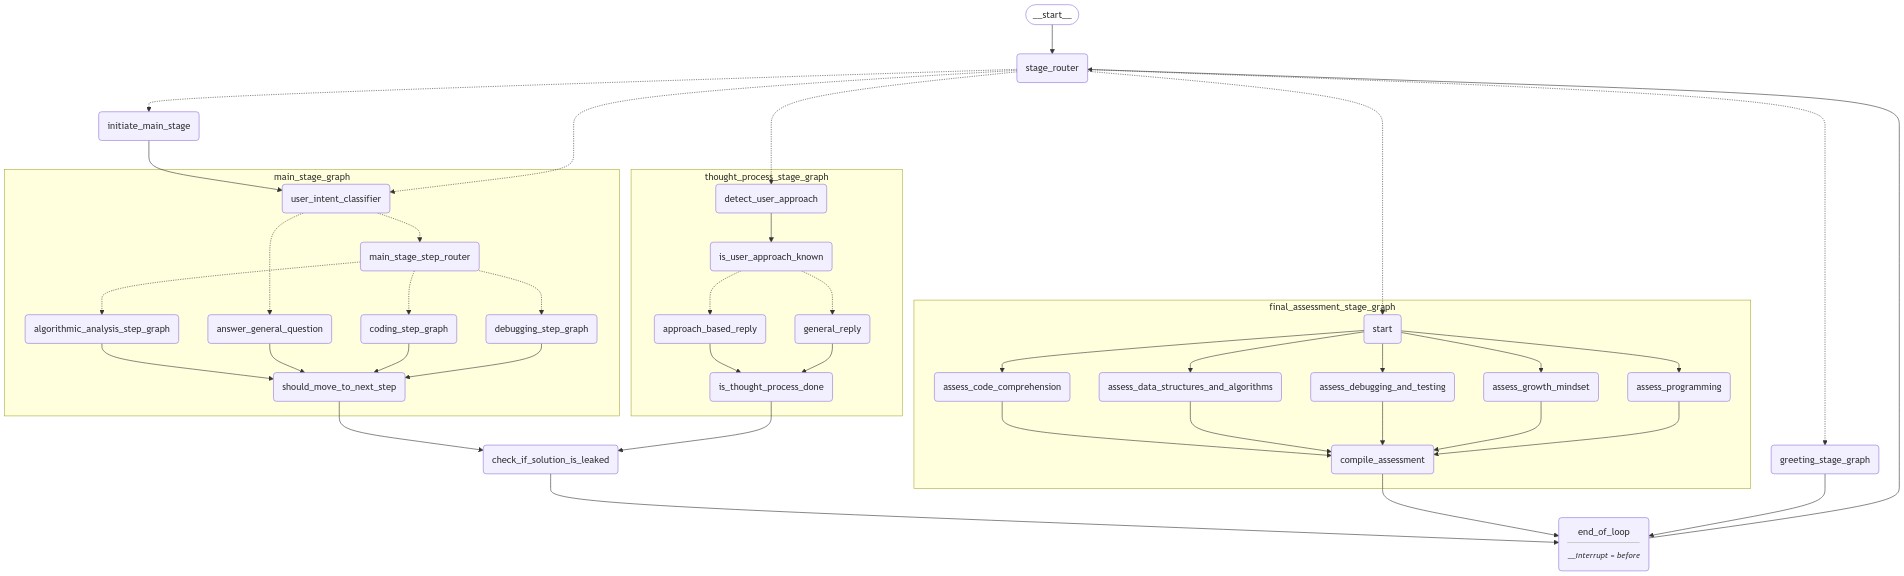 __start__
stage_router
initiate_main_stage
main_stage_graph
thought_process_stage_graph
user_intent_classifier
detect_user_approach
main_stage_step_router
is_user_approach_known
final_assessment_stage_graph
algorithmic_analysis_step_graph
answer_general_question
coding_step_graph
debugging_step_graph
approach_based_reply
general_reply
start
should_move_to_next_step
is_thought_process_done
assess_code_comprehension
assess_data_structures_and_algorithms
assess_debugging_and_testing
assess_growth_mindset
assess_programming
check_if_solution_is_leaked
compile_assessment
greeting_stage_graph
end_of_loop
__interrupt = before